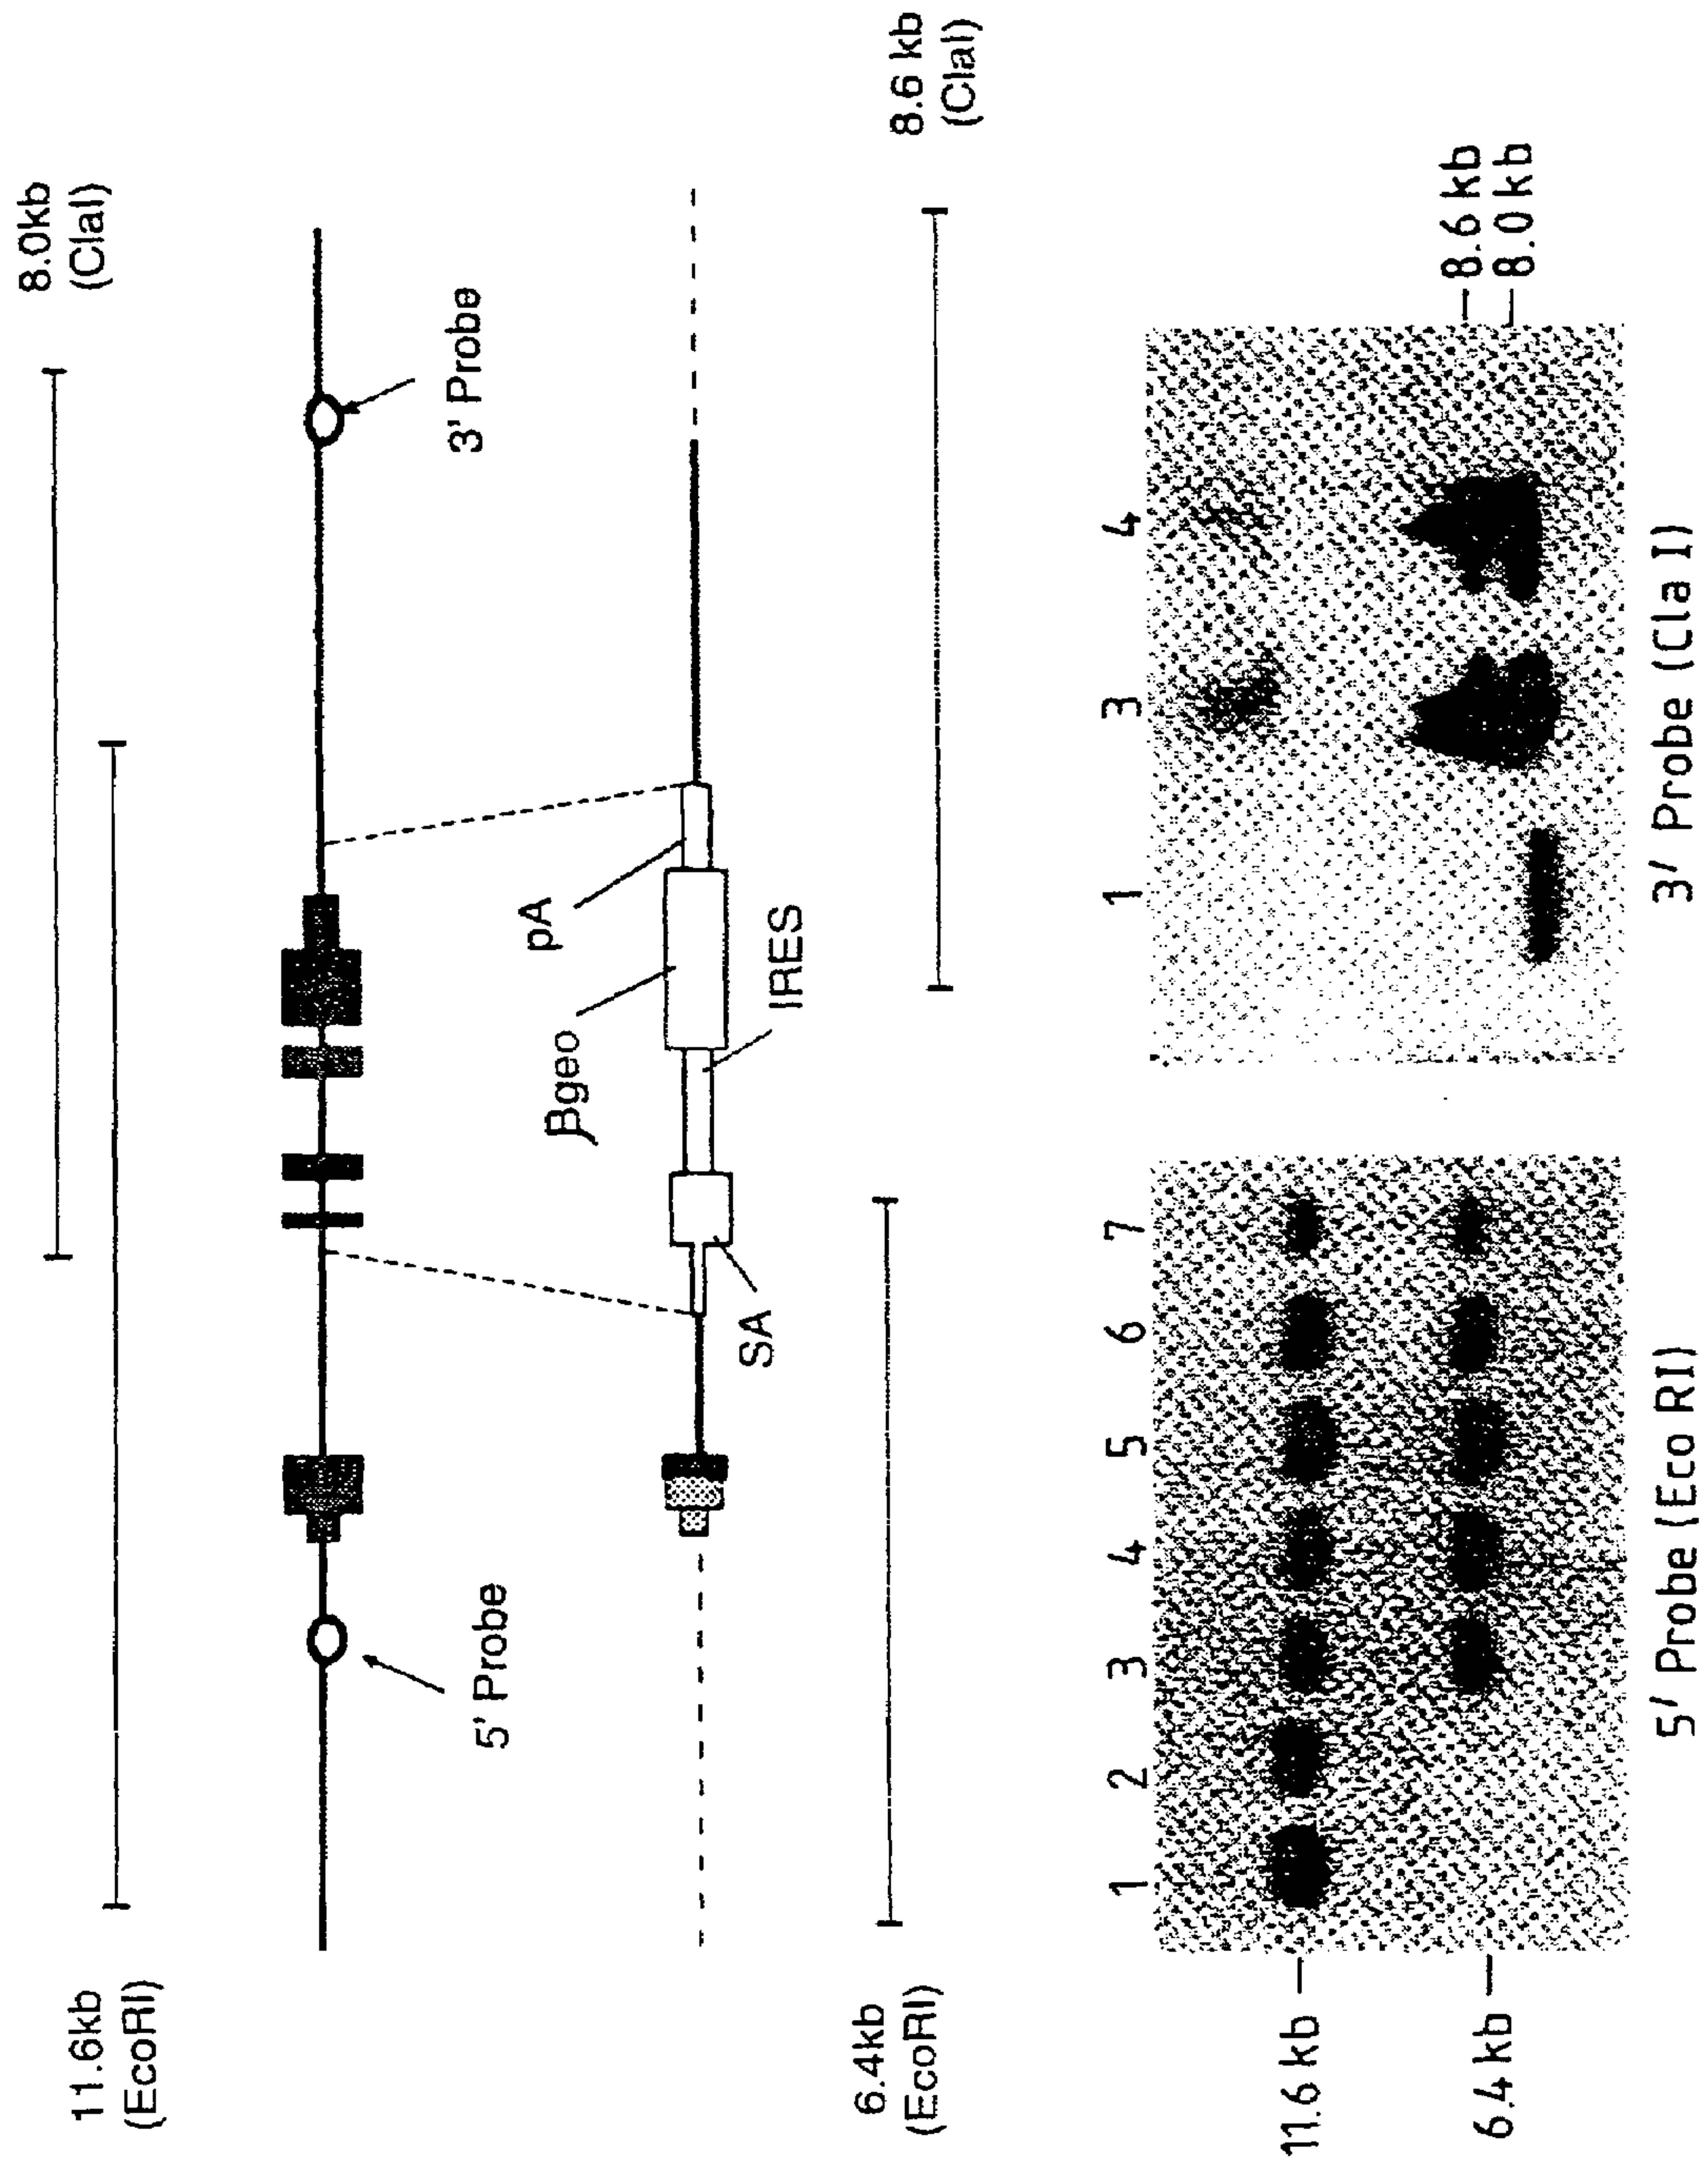 8.0kb
(ClaI)
11.6kb
(EcoRI)
5' Probe
3' Probe
βgeo
pA
SA
IRES
6.4kb
(EcoRI)
8.6 kb
(ClaI)
1 2 3 4 5 6 7
11.6 kb
6.4 kb
5' Probe (Eco RI)
1 3 4
8.6 kb
8.0 kb
3' Probe (Cla I)